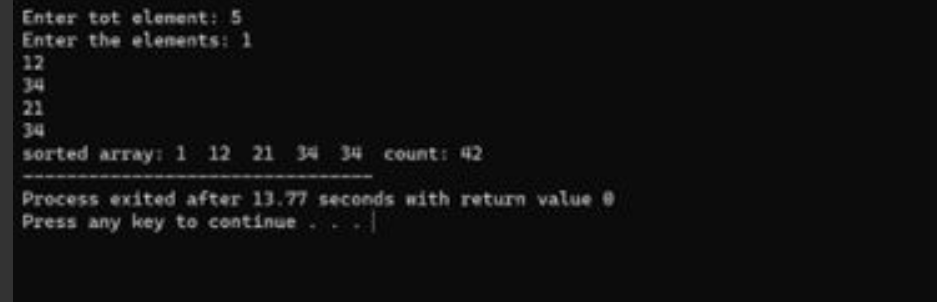 Enter tot element: 5
Enter the elements: 1
12
34
21
34
sorted array: 1  12  21  34  34  count: 42
--------------------------------
Process exited after 13.77 seconds with return value 0
Press any key to continue . . .